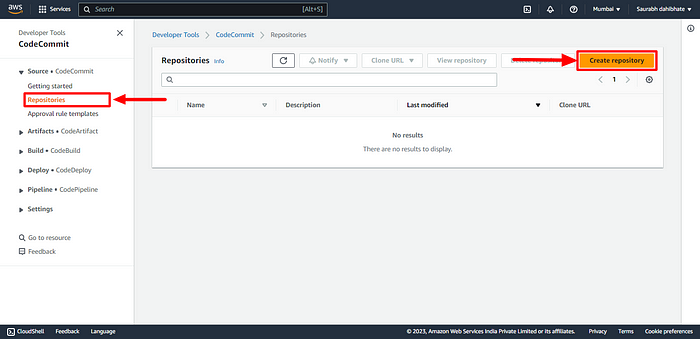 aws Services Search [Alt+S] Mumbai Saurabh dahibhate
Developer Tools
CodeCommit
Source • CodeCommit
Getting started
Repositories
Approval rule templates
Artifacts • CodeArtifact
Build • CodeBuild
Deploy • CodeDeploy
Pipeline • CodePipeline
Settings
Go to resource
Feedback
Developer Tools CodeCommit Repositories
Repositories Info Notify Clone URL View repository Create repository
1
Name Description Last modified Clone URL
No results
There are no results to display.
CloudShell Feedback Language © 2023, Amazon Web Services India Private Limited or its affiliates. Privacy Terms Cookie preferences